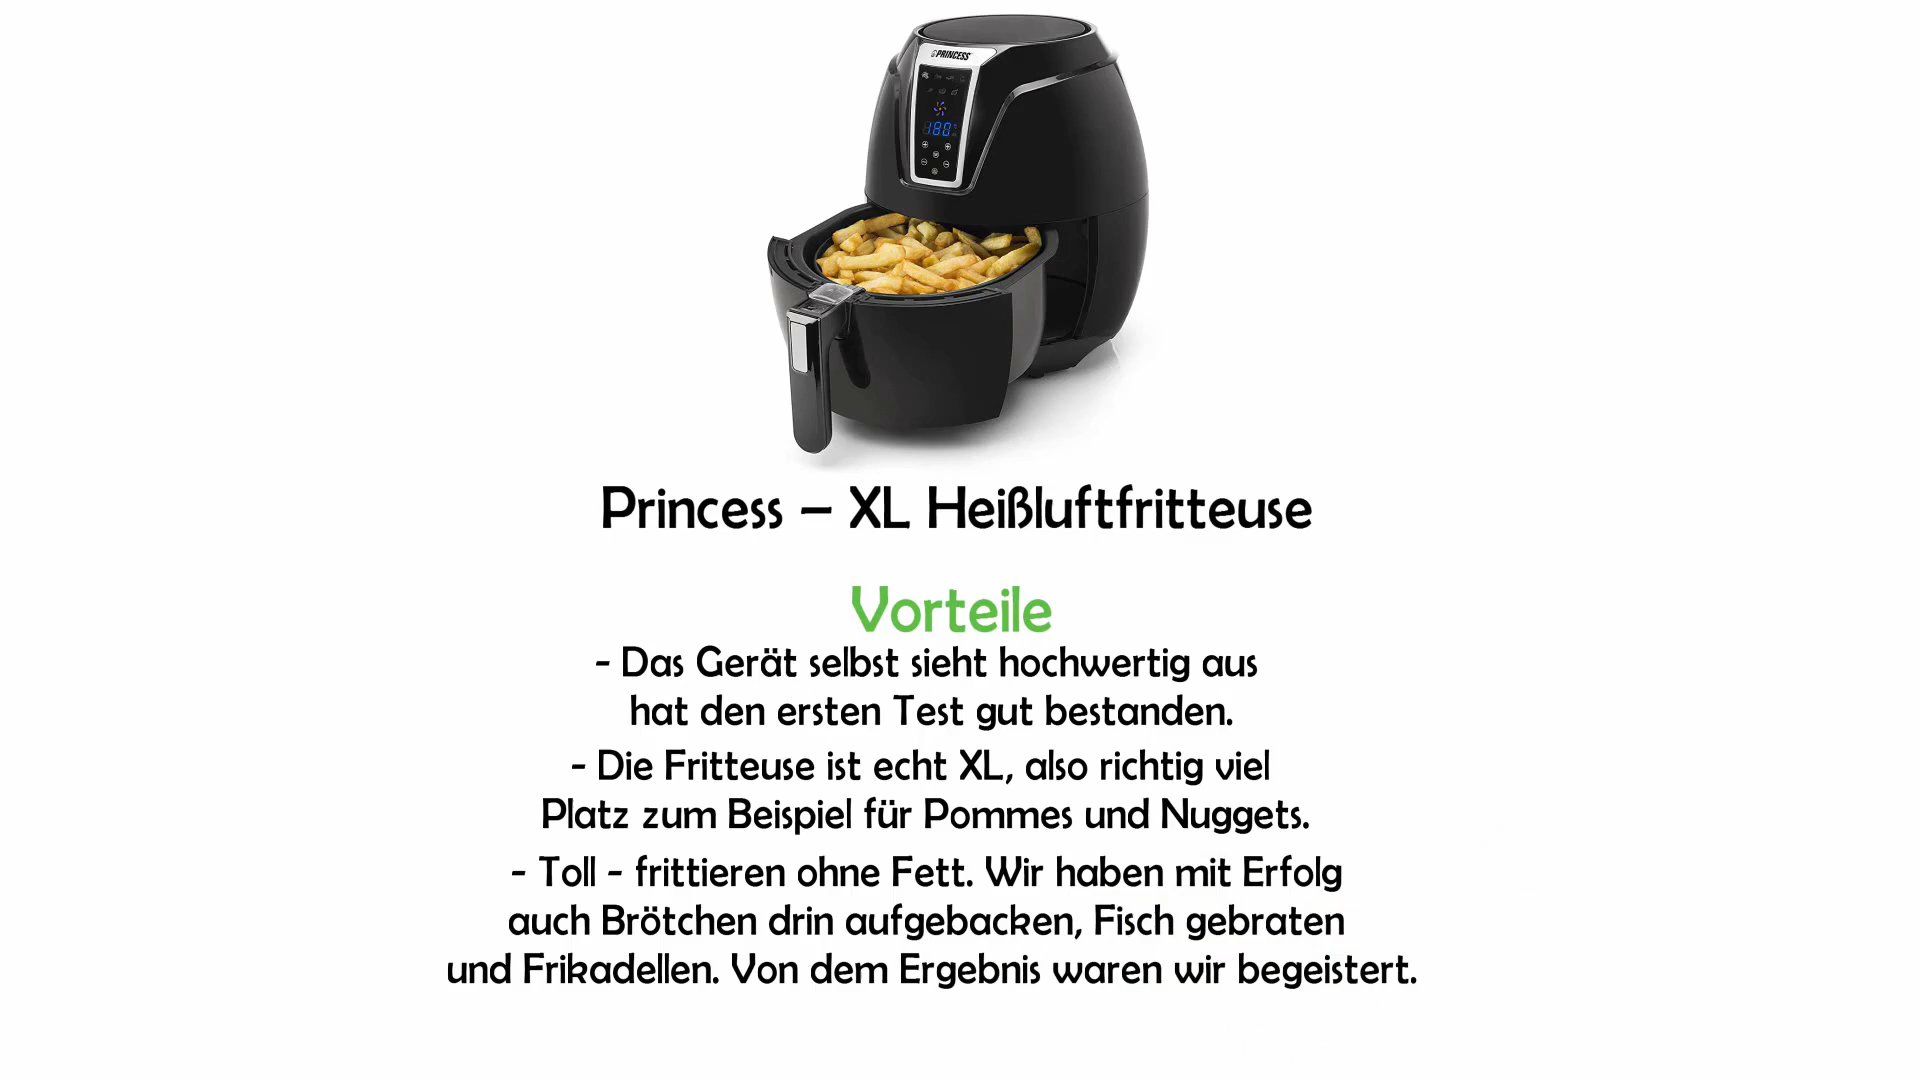 PRINCESS
180
Princess – XL Heißluftfritteuse
Vorteile
- Das Gerät selbst sieht hochwertig aus
hat den ersten Test gut bestanden.
- Die Fritteuse ist echt XL, also richtig viel
Platz zum Beispiel für Pommes und Nuggets.
- Toll - frittieren ohne Fett. Wir haben mit Erfolg
auch Brötchen drin aufgebacken, Fisch gebraten
und Frikadellen. Von dem Ergebnis waren wir begeistert.